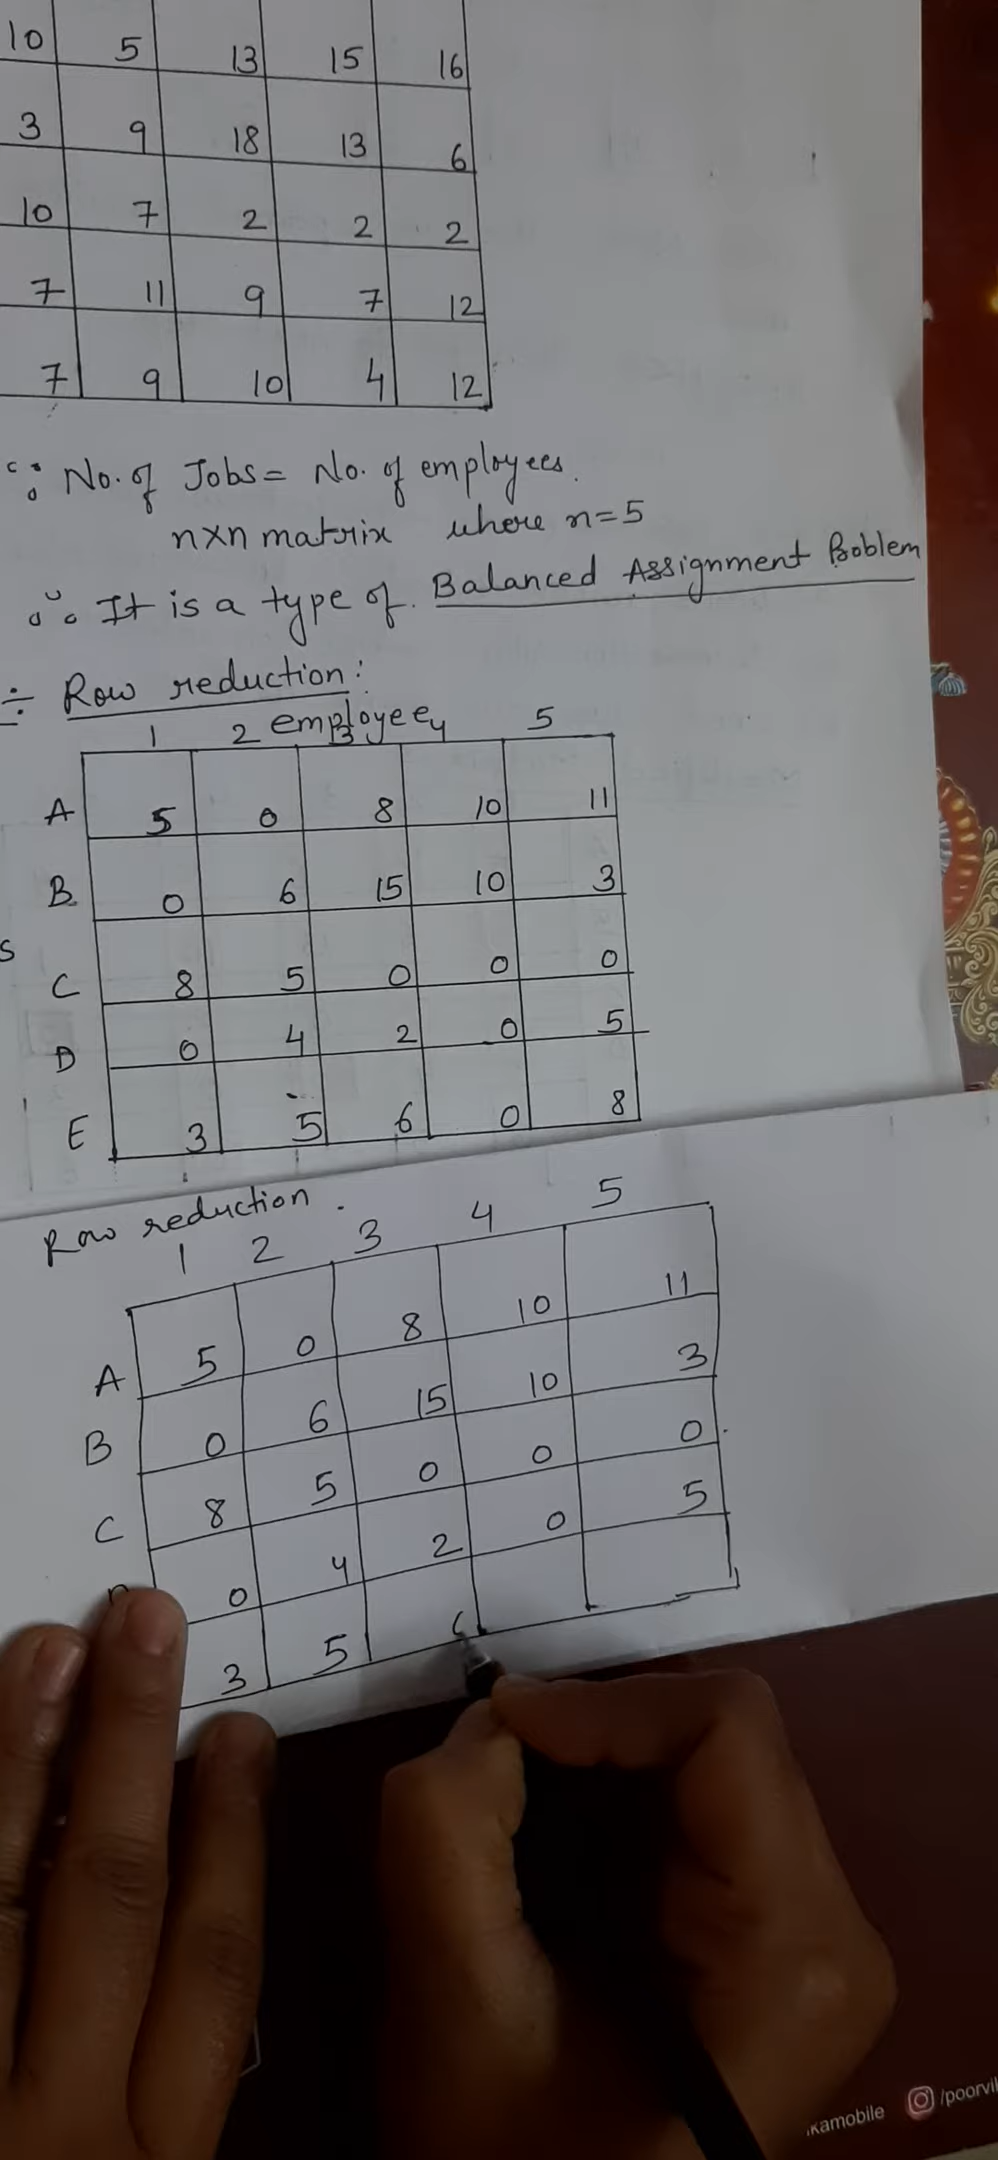 10 5 13 15 16
3 9 18 13 6
10 7 2 2 2
7 11 9 7 12
7 9 10 4 12
∵ No. of Jobs = No. of employees.
n×n matrix where n=5
∴ It is a type of. Balanced Assignment Problem
÷ Row reduction:
employee
1 2 3 4 5
A 5 0 8 10 11
B 0 6 15 10 3
s
C 8 5 0 0 0
D 0 4 2 0 5
E 3 5 6 0 8
Row reduction.
1 2 3 4 5
A 5 0 8 10 11
B 0 6 15 10 3
C 8 5 0 0 0
0 4 2 0 5
3 5
kamobile /poorvi